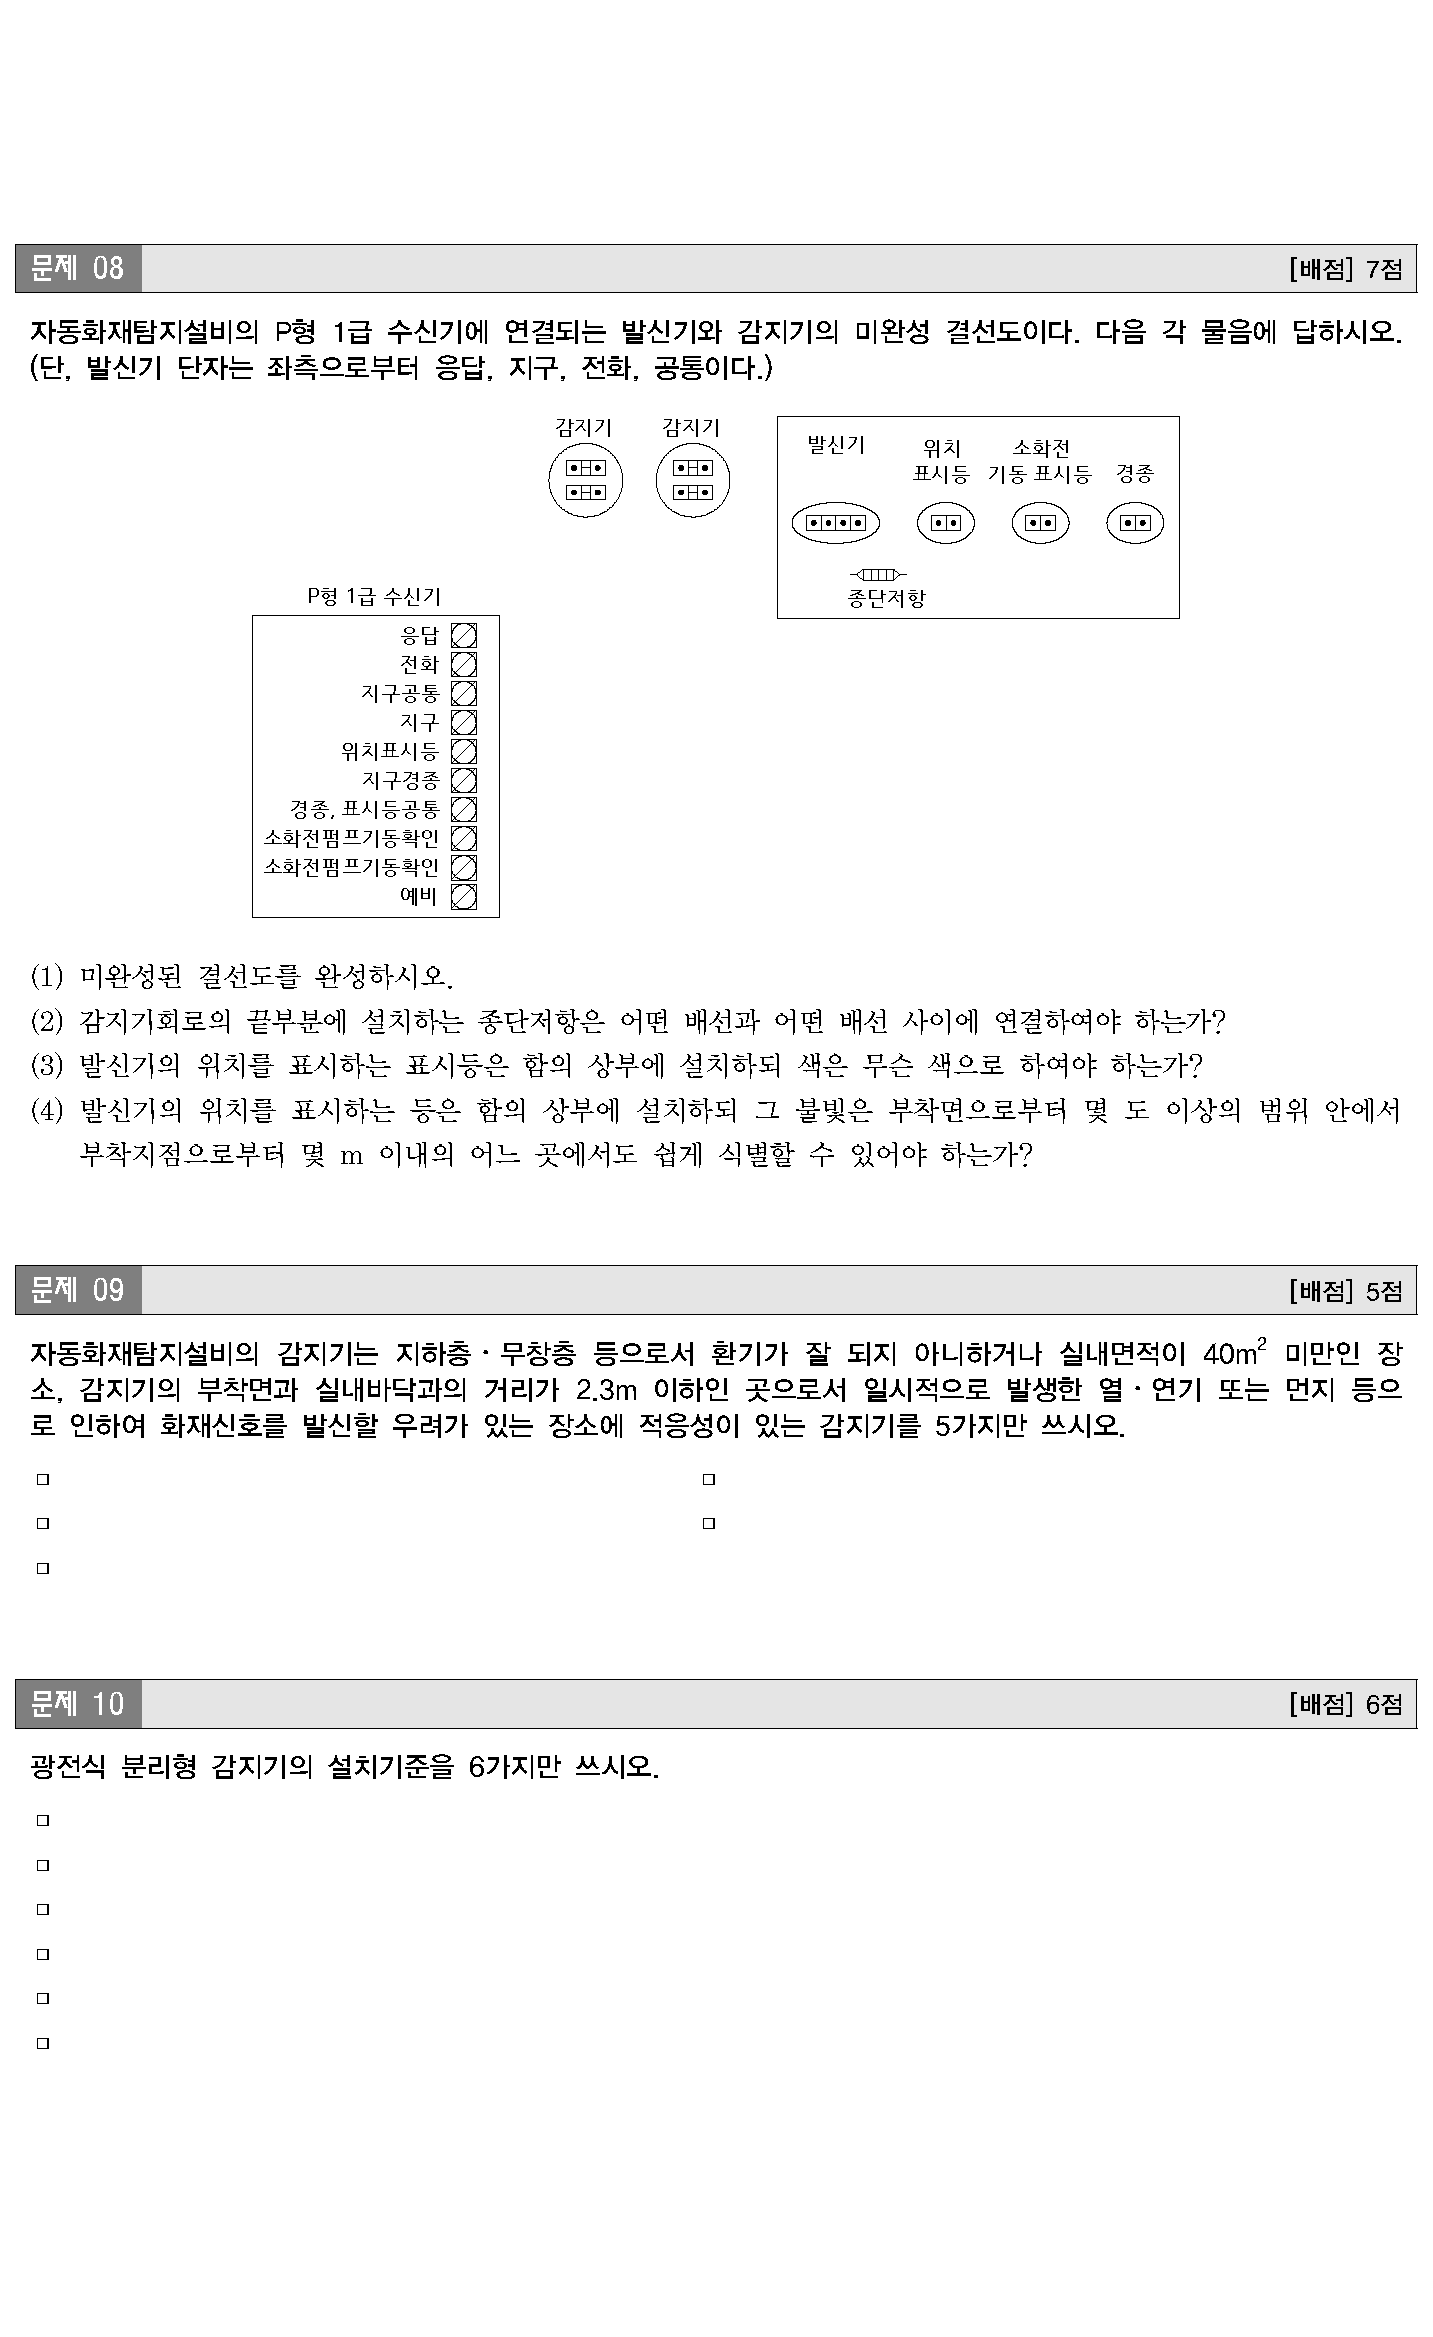 문제 08 [배점] 7점
자동화재탐지설비의 P형 1급 수신기에 연결되는 발신기와 감지기의 미완성 결선도이다. 다음 각 물음에 답하시오.
(단, 발신기 단자는 좌측으로부터 응답, 지구, 전화, 공통이다.)
감지기 감지기
발신기 위치 표시등 소화전 기동 표시등 경종
종단저항
P형 1급 수신기
응답
전화
지구공통
지구
위치표시등
지구경종
경종, 표시등공통
소화전펌프기동확인
소화전펌프기동확인
예비
(1) 미완성된 결선도를 완성하시오.
(2) 감지기회로의 끝부분에 설치하는 종단저항은 어떤 배선과 어떤 배선 사이에 연결하여야 하는가?
(3) 발신기의 위치를 표시하는 표시등은 함의 상부에 설치하되 색은 무슨 색으로 하여야 하는가?
(4) 발신기의 위치를 표시하는 등은 함의 상부에 설치하되 그 불빛은 부착면으로부터 몇 도 이상의 범위 안에서
부착지점으로부터 몇 m 이내의 어느 곳에서도 쉽게 식별할 수 있어야 하는가?
문제 09 [배점] 5점
자동화재탐지설비의 감지기는 지하층·무창층 등으로서 환기가 잘 되지 아니하거나 실내면적이 40m² 미만인 장
소, 감지기의 부착면과 실내바닥과의 거리가 2.3m 이하인 곳으로서 일시적으로 발생한 열·연기 또는 먼지 등으
로 인하여 화재신호를 발신할 우려가 있는 장소에 적응성이 있는 감지기를 5가지만 쓰시오.
문제 10 [배점] 6점
광전식 분리형 감지기의 설치기준을 6가지만 쓰시오.